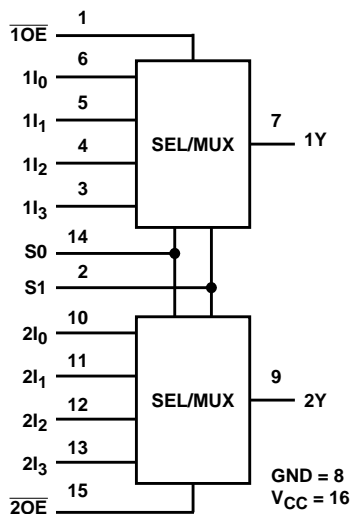 1
1OE
6
1I0
5
1I1
4
1I2
3
1I3
SEL/MUX
7
1Y
14
S0
2
S1
10
2I0
11
2I1
12
2I2
13
2I3
SEL/MUX
9
2Y
15
2OE
GND = 8
VCC = 16